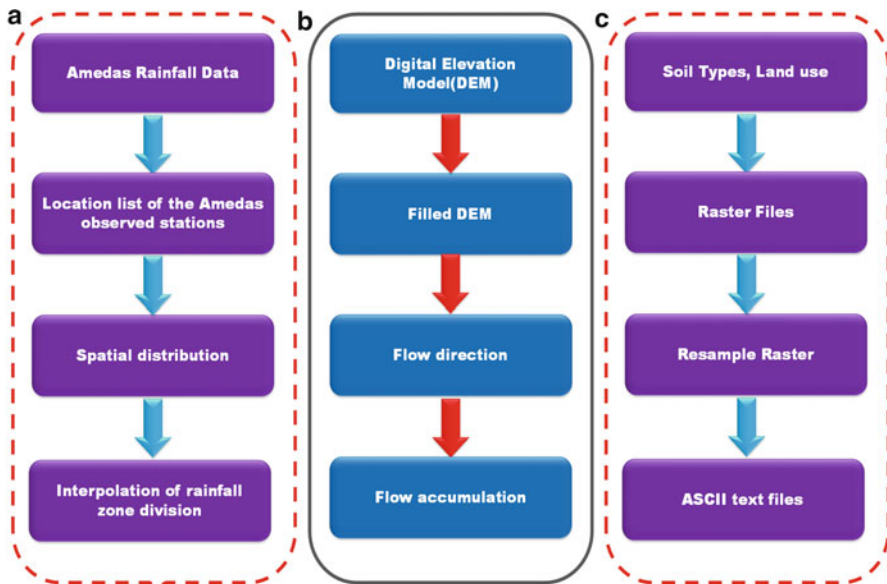 a
Amedas Rainfall Data
Location list of the Amedas
observed stations
Spatial distribution
Interpolation of rainfall
zone division
b
Digital Elevation
Model(DEM)
Filled DEM
Flow direction
Flow accumulation
c
Soil Types, Land use
Raster Files
Resample Raster
ASCII text files